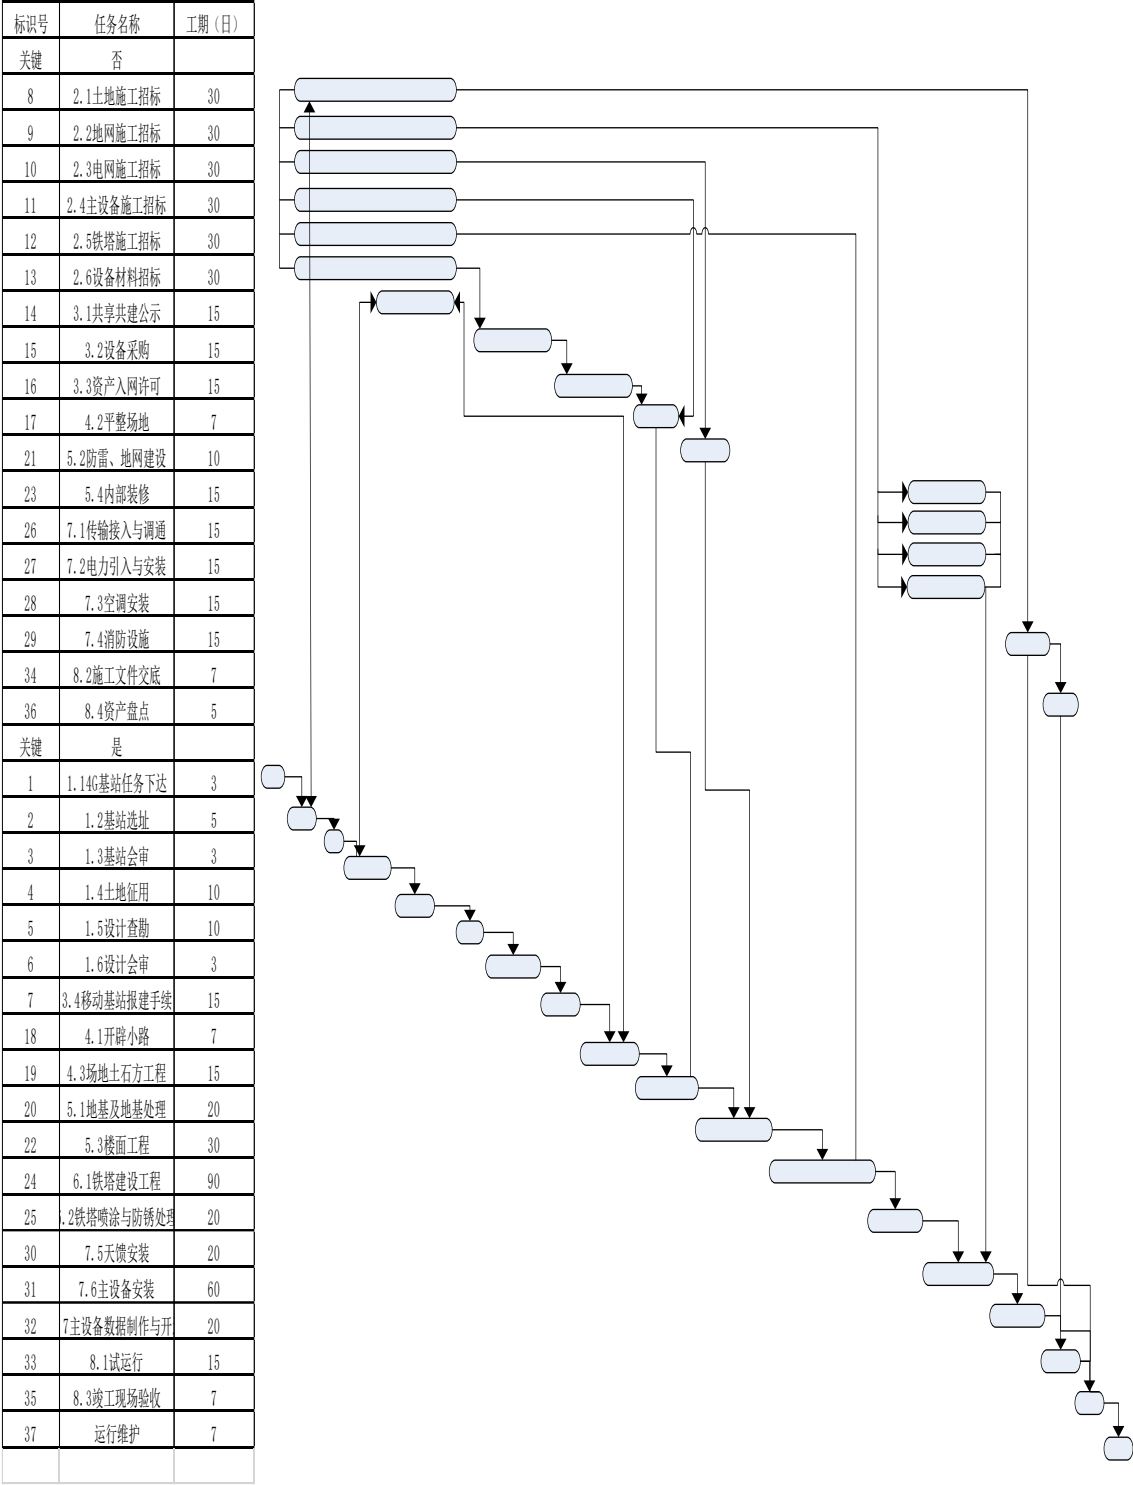 标识号 任务名称 工期（日）
关键 否
8 2.1土地施工招标 30
9 2.2地网施工招标 30
10 2.3电网施工招标 30
11 2.4主设备施工招标 30
12 2.5铁塔施工招标 30
13 2.6设备材料招标 30
14 3.1共享共建公示 15
15 3.2设备采购 15
16 3.3资产入网许可 15
17 4.2平整场地 7
21 5.2防雷、地网建设 10
23 5.4内部装修 15
26 7.1传输接入与调通 15
27 7.2电力引入与安装 15
28 7.3空调安装 15
29 7.4消防设施 15
34 8.2施工文件交底 7
36 8.4资产盘点 5
关键 是
1 1.14G基站任务下达 3
2 1.2基站选址 5
3 1.3基站会审 3
4 1.4土地征用 10
5 1.5设计查勘 10
6 1.6设计会审 3
7 3.4移动基站报建手续 15
18 4.1开辟小路 7
19 4.3场地土石方工程 15
20 5.1地基及地基处理 20
22 5.3楼面工程 30
24 6.1铁塔建设工程 90
25 6.2铁塔喷涂与防锈处理 20
30 7.5天馈安装 20
31 7.6主设备安装 60
32 7主设备数据制作与开 20
33 8.1试运行 15
35 8.3竣工现场验收 7
37 运行维护 7